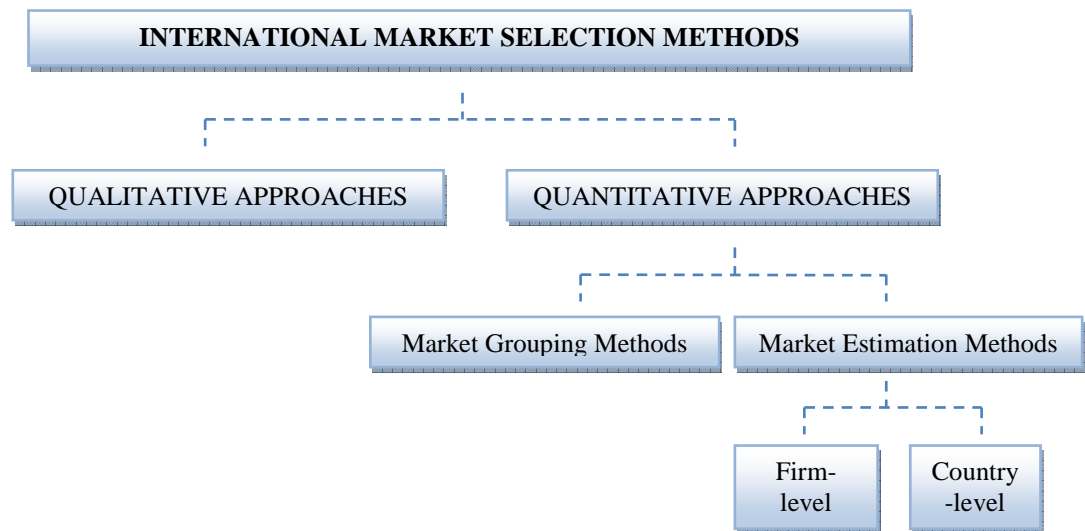 INTERNATIONAL MARKET SELECTION METHODS
QUALITATIVE APPROACHES
QUANTITATIVE APPROACHES
Market Grouping Methods
Market Estimation Methods
Firm-
level
Country
-level